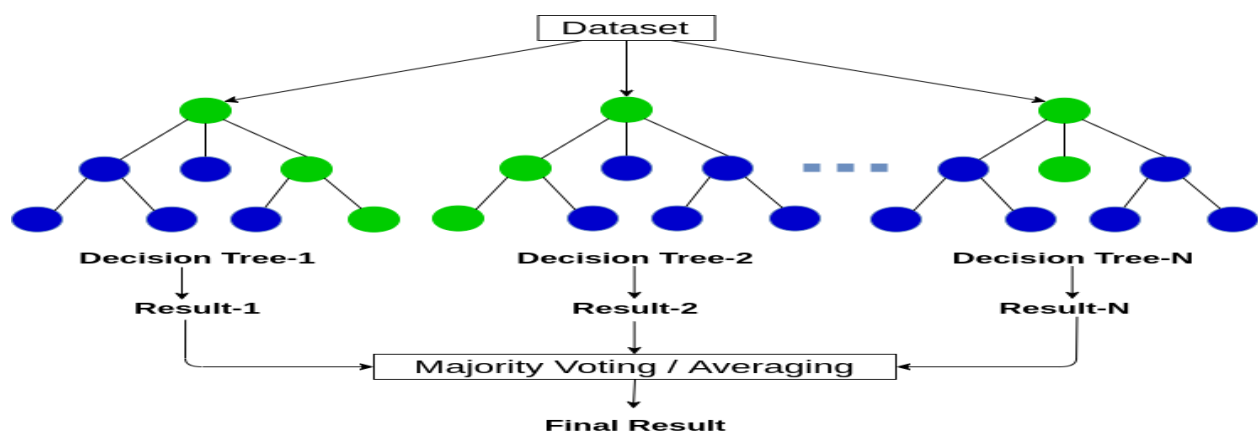 Dataset
Decision Tree-1
Decision Tree-2
Decision Tree-N
Result-1
Result-2
Result-N
Majority Voting / Averaging
Final Result